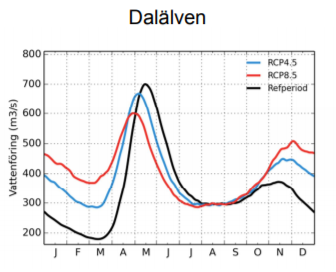 Dalälven
800
700
600
500
400
300
200
Vattenföring (m3/s)
RCP4.5
RCP8.5
Refperiod
J F M A M J J A S O N D